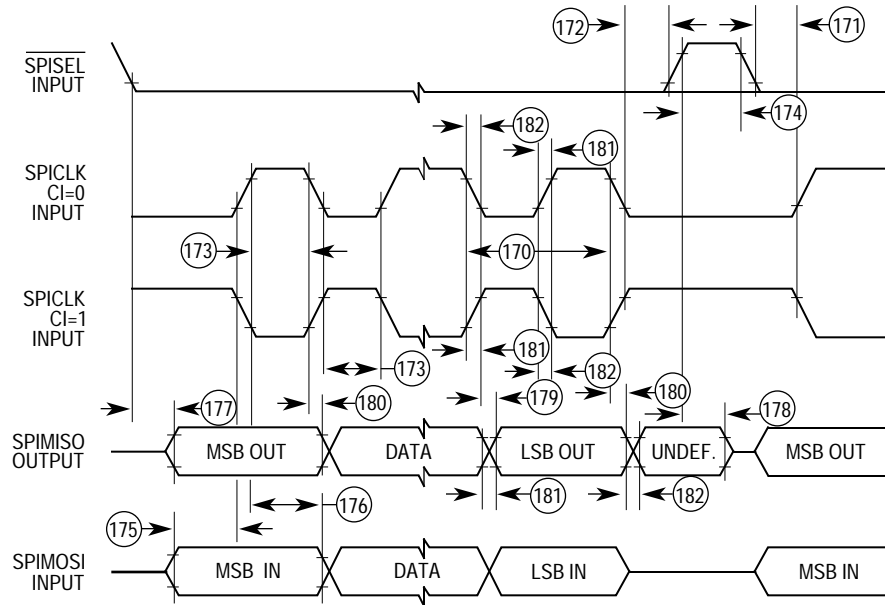 172
171
SPISEL
INPUT
174
182
181
SPICLK
CI=0
INPUT
173
170
SPICLK
CI=1
INPUT
181
173
182
177
180
179
180
178
SPIMISO
OUTPUT
MSB OUT
DATA
LSB OUT
UNDEF.
MSB OUT
181
182
176
175
SPIMOSI
INPUT
MSB IN
DATA
LSB IN
MSB IN